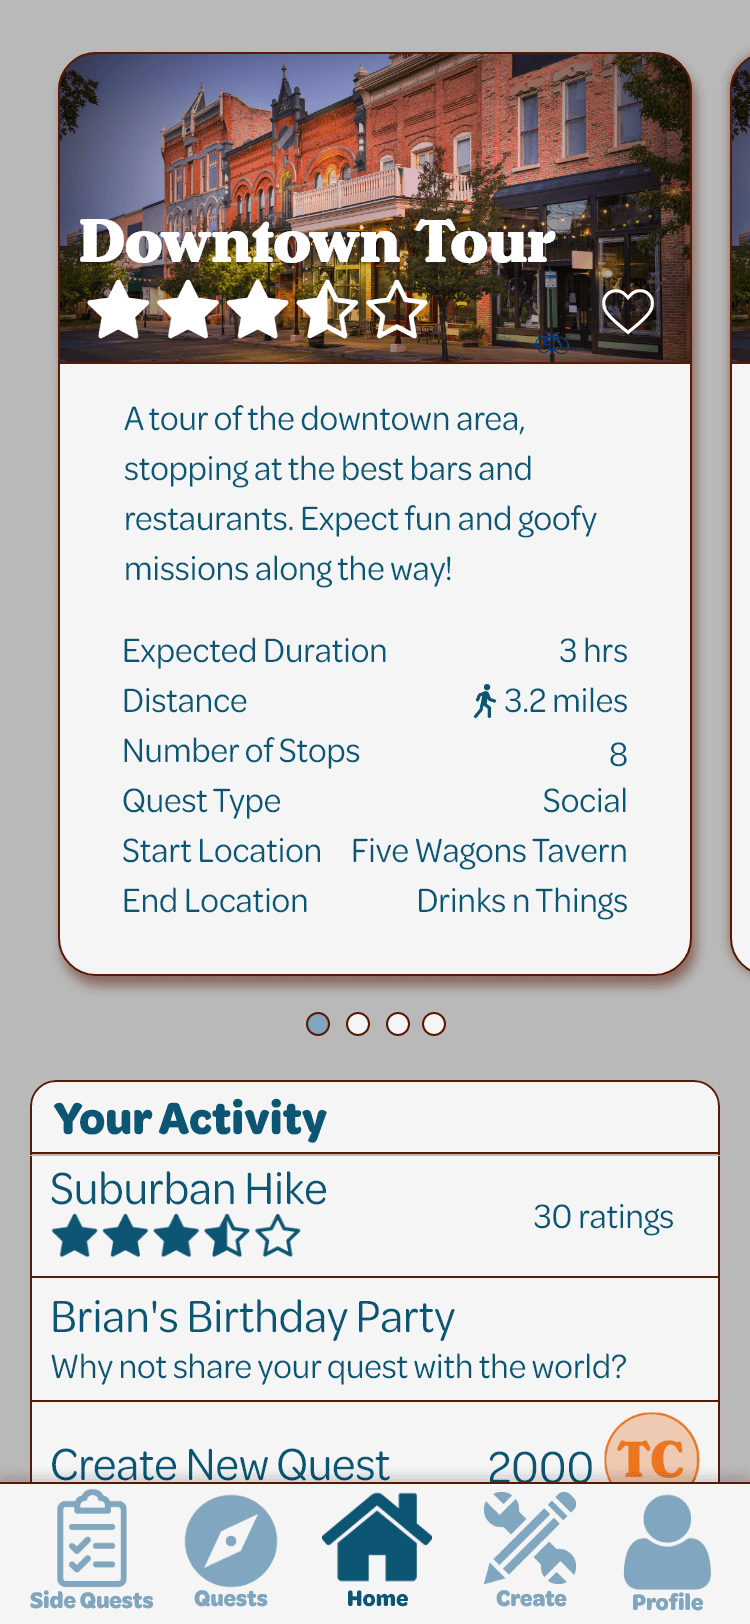 Downtown Tour
A tour of the downtown area,
stopping at the best bars and
restaurants. Expect fun and goofy
missions along the way!
Expected Duration 3 hrs
Distance 3.2 miles
Number of Stops 8
Quest Type Social
Start Location Five Wagons Tavern
End Location Drinks n Things
Your Activity
Suburban Hike
30 ratings
Brian's Birthday Party
Why not share your quest with the world?
Create New Quest 2000 TC
Side Quests Quests Home Create Profile